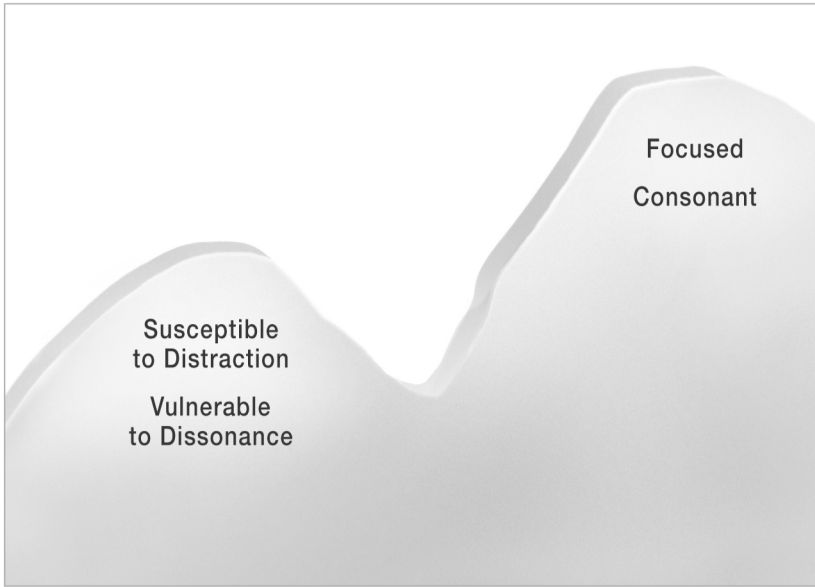 Focused
Consonant
Susceptible
to Distraction
Vulnerable
to Dissonance